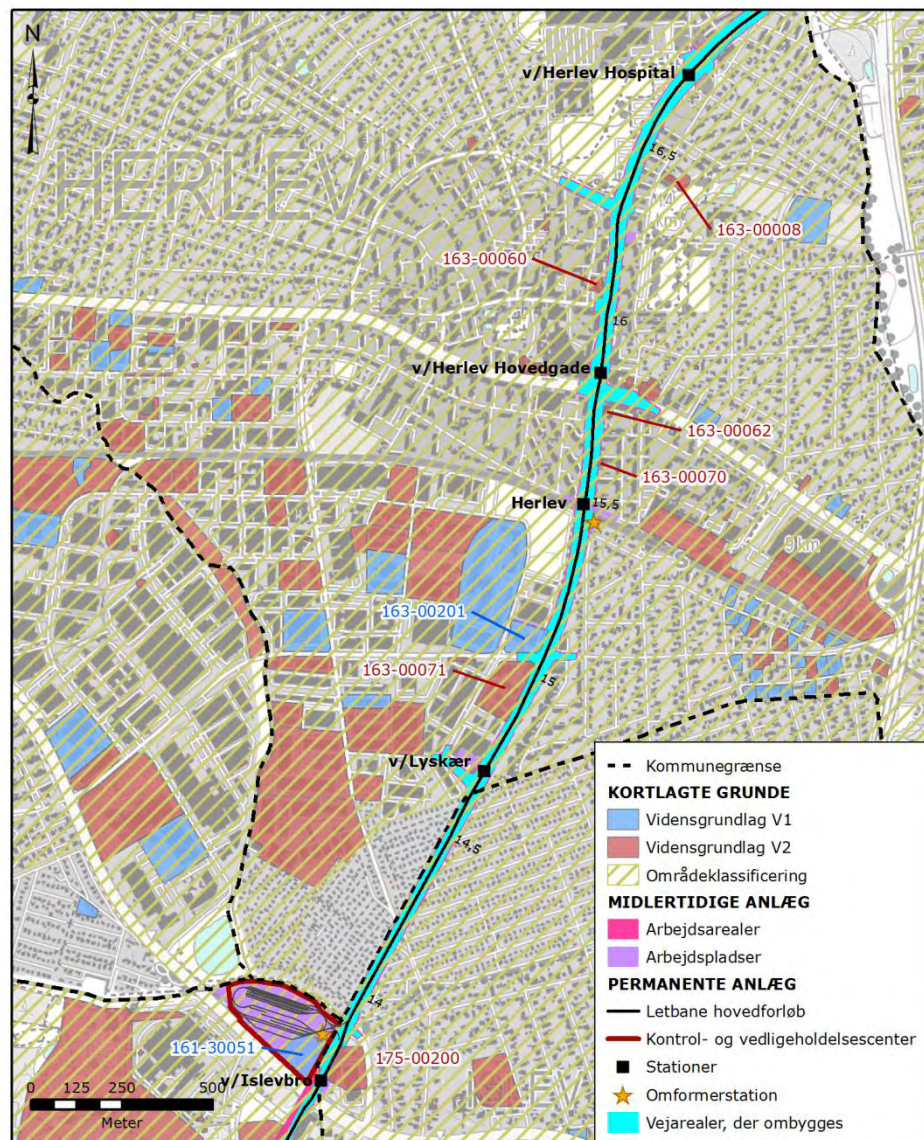 N
v/Herlev Hospital
16,5
HERLEV
163-00008
163-00060
16
v/Herlev Hovedgade
163-00062
163-00070
Herlev
15,5
9 km
163-00201
163-00071
15
v/Lyskær
14,5
14
161-30051
175-00200
v/Islevbro
0 125 250 500
Meter
Kommunegrænse
KORTLAGTE GRUNDE
Vidensgrundlag V1
Vidensgrundlag V2
Områdeklassificering
MIDLERTIDIGE ANLÆG
Arbejdsarealer
Arbejdspladser
PERMANENTE ANLÆG
Letbane hovedforløb
Kontrol- og vedligeholdelsescenter
Stationer
Omformerstation
Vejarealer, der ombygges